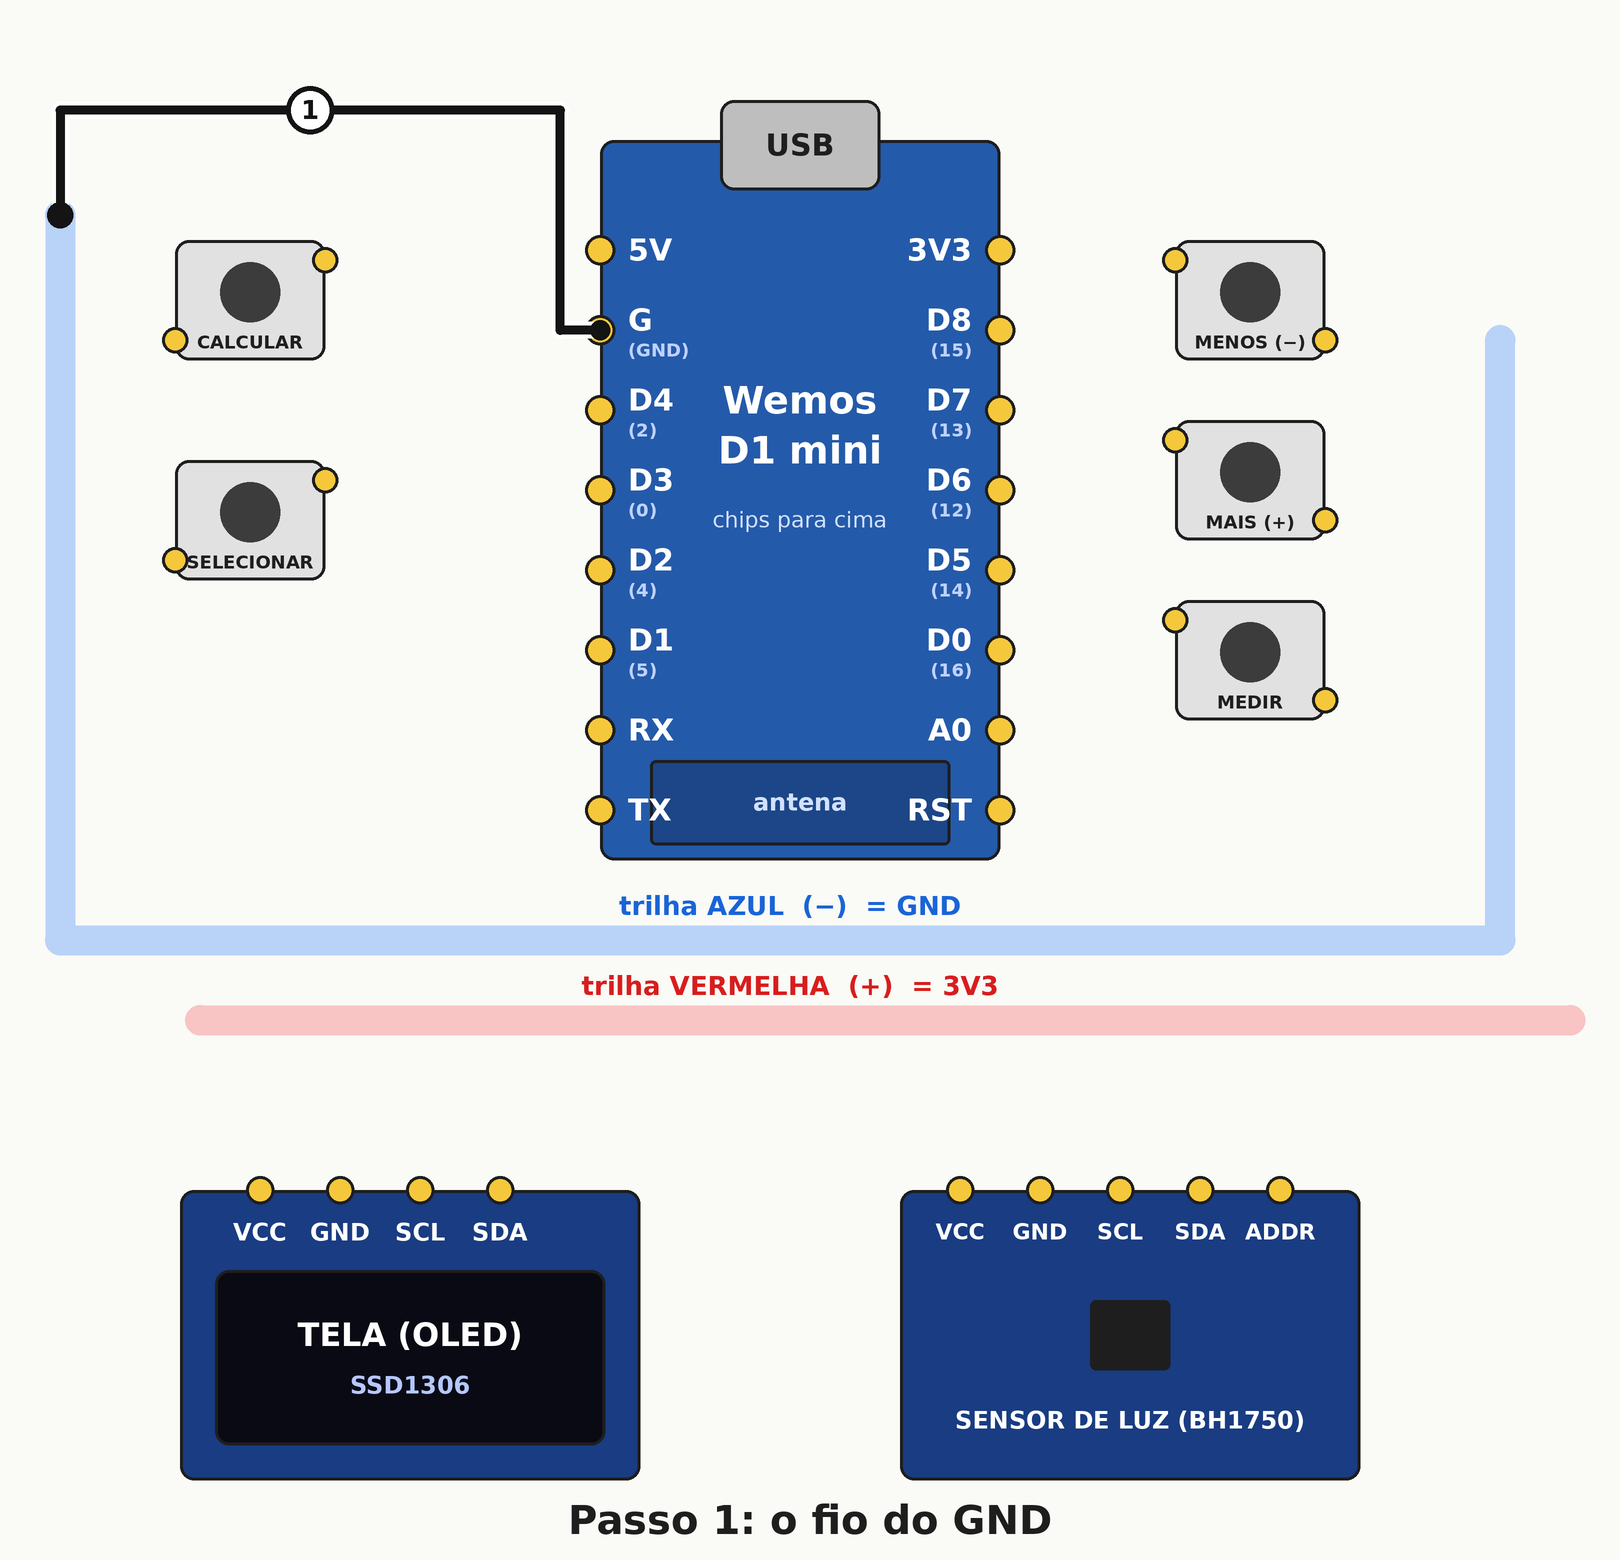 1
USB
5V
3V3
G
(GND)
D8
(15)
D4
(2)
Wemos
D1 mini
D7
(13)
D3
(0)
chips para cima
D6
(12)
D2
(4)
D5
(14)
D1
(5)
D0
(16)
RX
A0
TX
antena
RST
CALCULAR
SELECIONAR
MENOS (−)
MAIS (+)
MEDIR
trilha AZUL (−) = GND
trilha VERMELHA (+) = 3V3
VCC GND SCL SDA
TELA (OLED)
SSD1306
VCC GND SCL SDA ADDR
SENSOR DE LUZ (BH1750)
Passo 1: o fio do GND